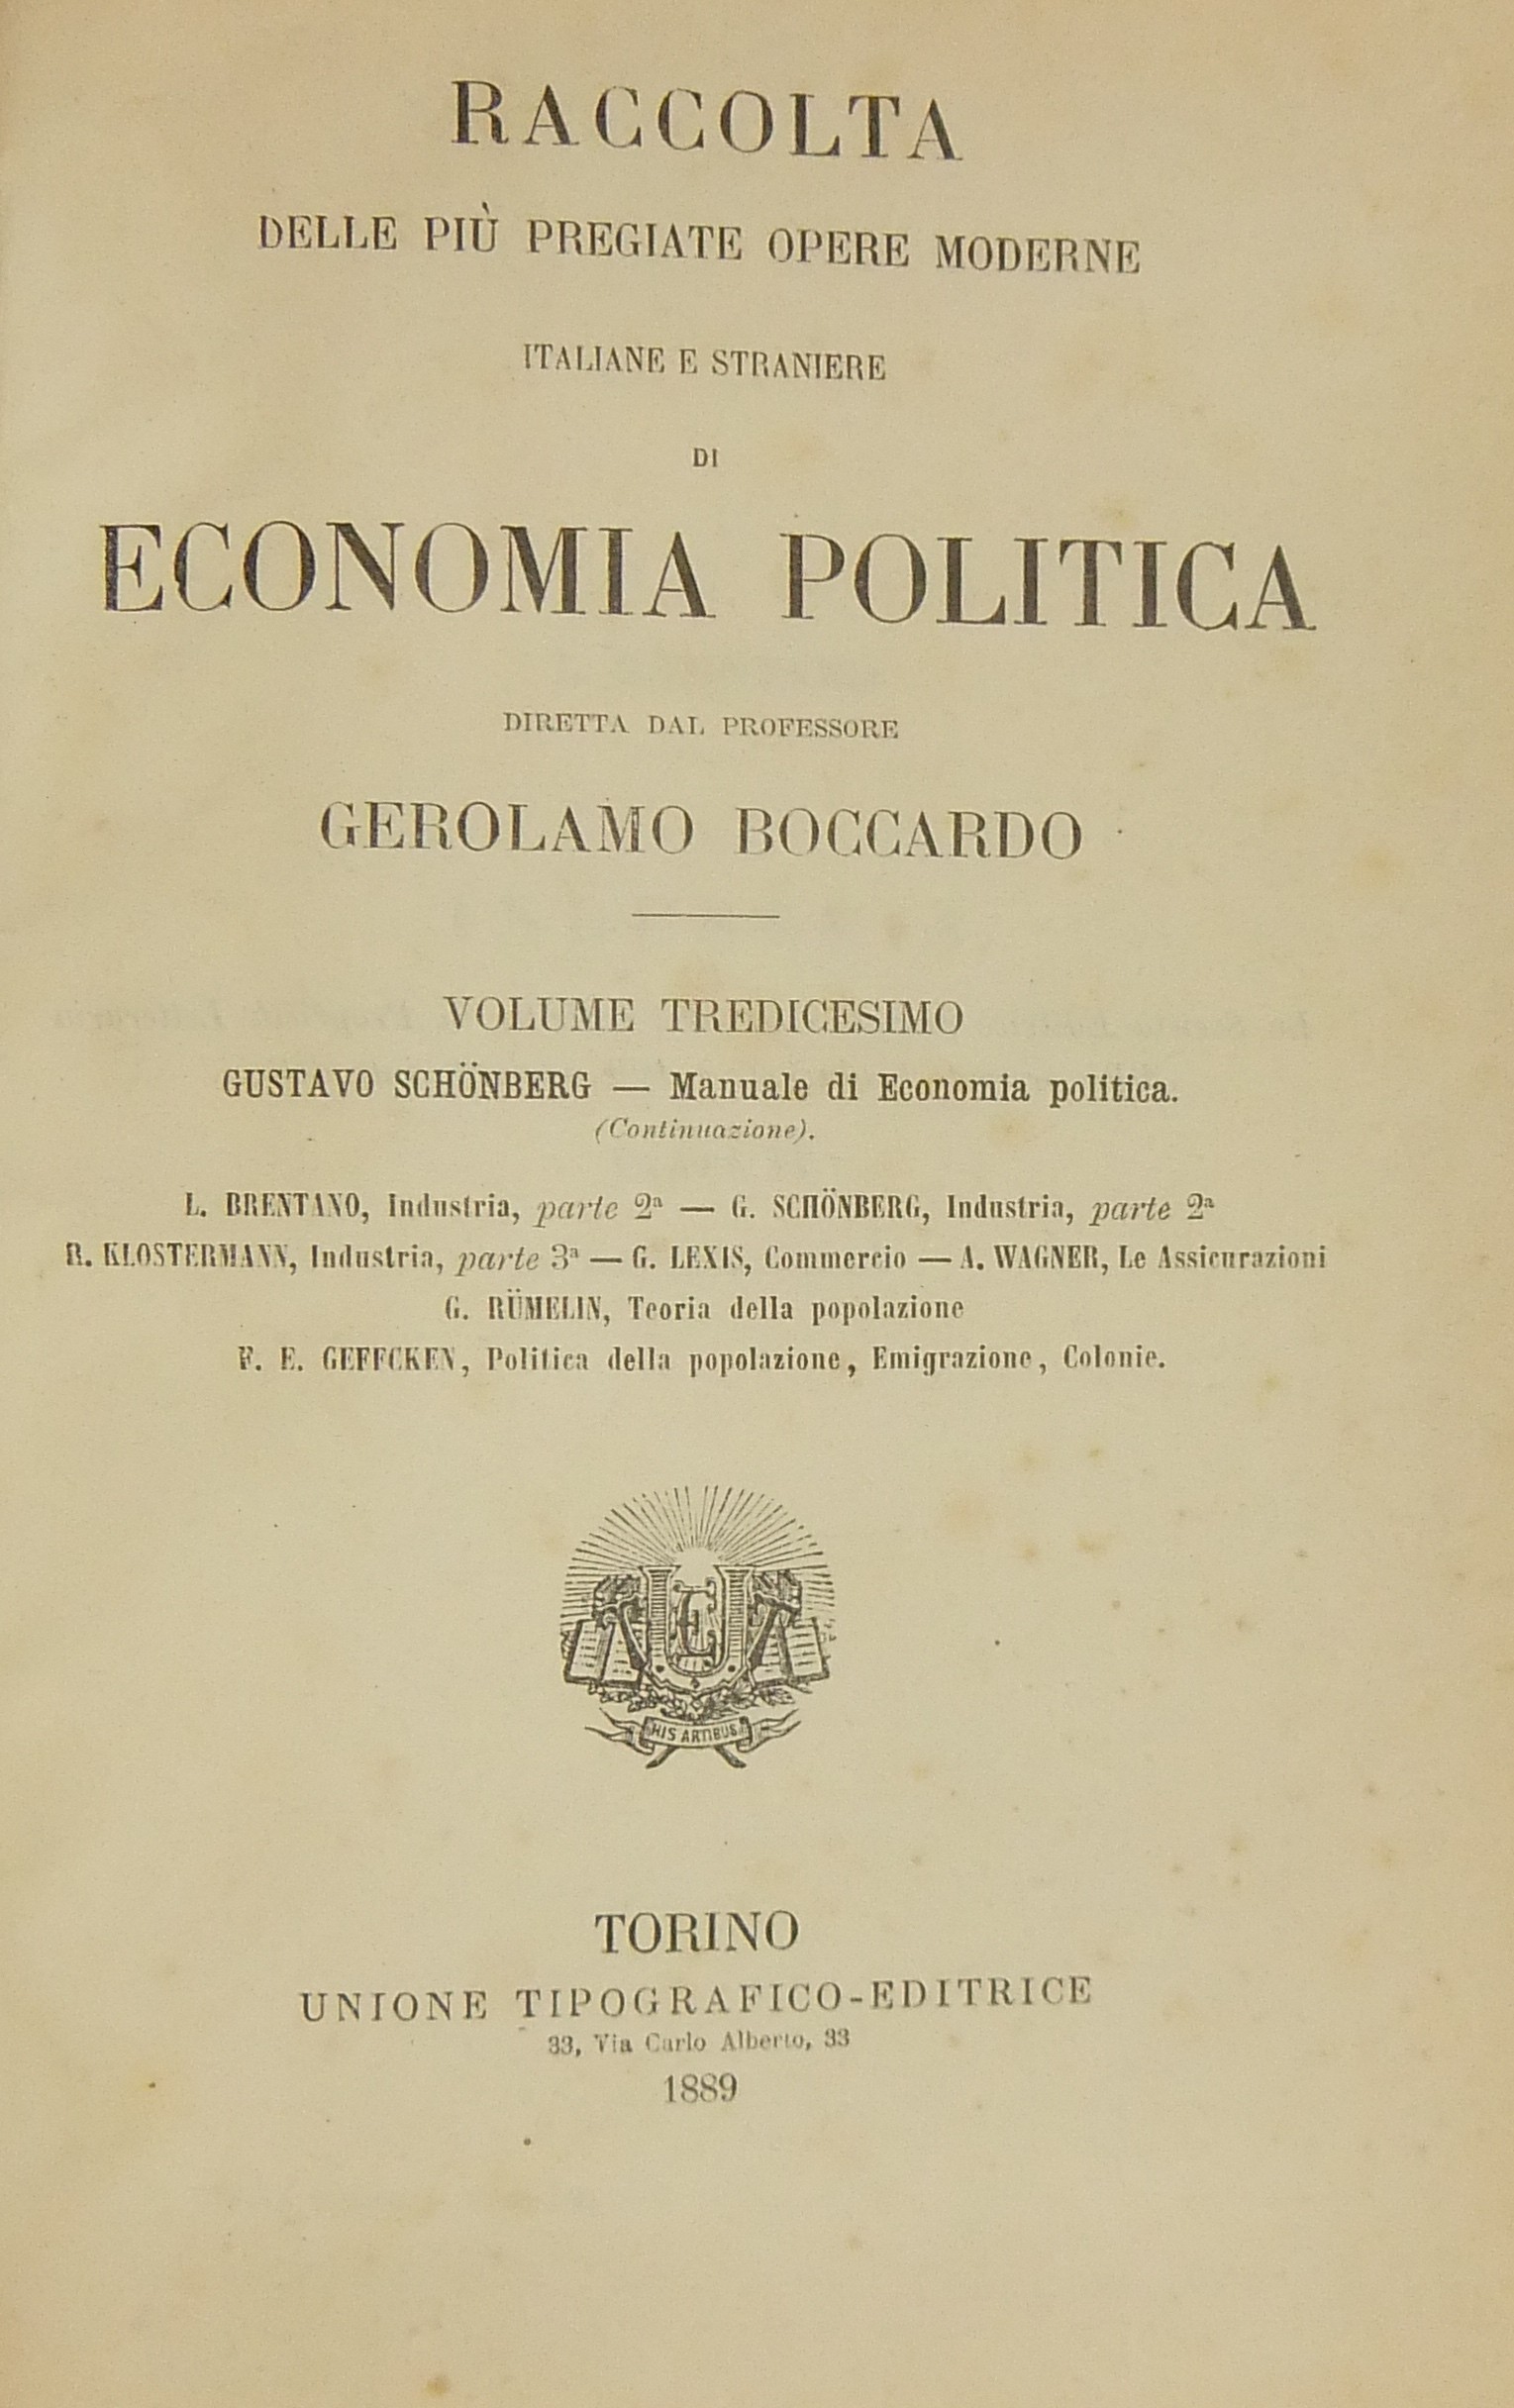 RACCOLTA
DELLE PIÙ PREGIATE OPERE MODERNE
ITALIANE E STRANIERE
DI
ECONOMIA POLITICA
DIRETTA DAL PROFESSORE
GEROLAMO BOCCARDO
VOLUME TREDICESIMO
GUSTAVO SCHÖNBERG — Manuale di Economia politica.
(Continuazione).
L. BRENTANO, Industria, parte 2ª — G. SCHÖNBERG, Industria, parte 2ª
R. KLOSTERMANN, Industria, parte 3ª — G. LEXIS, Commercio — A. WAGNER, Le Assicurazioni
G. RÜMELIN, Teoria della popolazione
F. E. GEFFCKEN, Politica della popolazione, Emigrazione, Colonie.
HIS ARTIBUS
TORINO
UNIONE TIPOGRAFICO-EDITRICE
33, Via Carlo Alberto, 33
1889